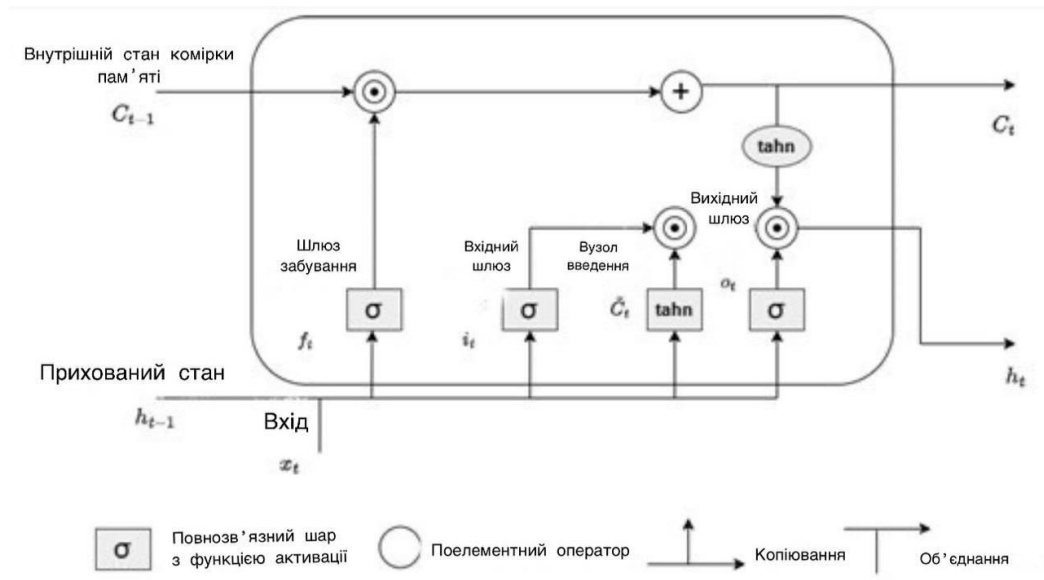 Внутрішній стан комірки
пам'яті
C_{t-1}
+
C_t
tahn
Вихідний
шлюз
Шлюз
забування
Вхідний
шлюз
Вузол
введення
σ
f_t
σ
i_t
C̃_t
tahn
o_t
σ
Прихований стан
h_{t-1}
Вхід
x_t
h_t
σ
Повнозв'язний шар
з функцією активації
Поелементний оператор
Копіювання
Об'єднання